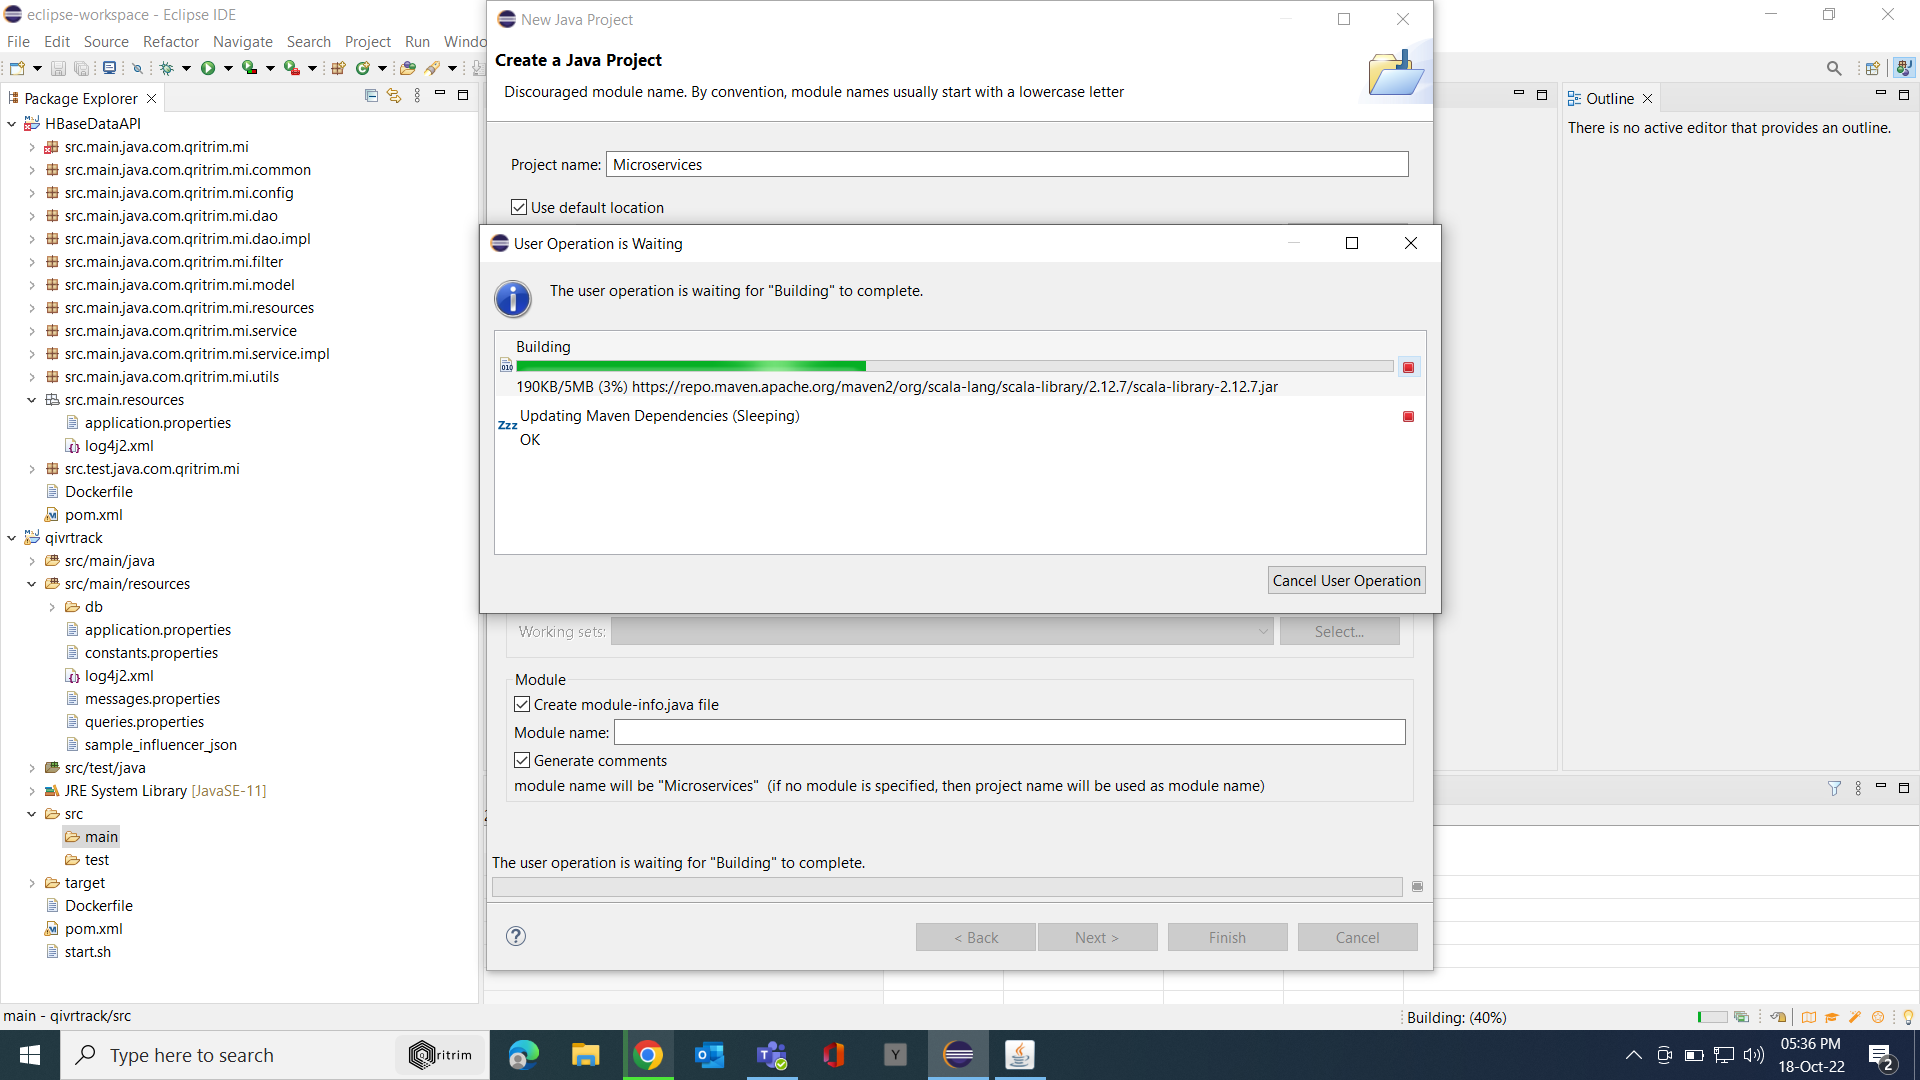 eclipse-workspace - Eclipse IDE
File Edit Source Refactor Navigate Search Project Run Windo
Package Explorer
HBaseDataAPI
src.main.java.com.qritrim.mi
src.main.java.com.qritrim.mi.common
src.main.java.com.qritrim.mi.config
src.main.java.com.qritrim.mi.dao
src.main.java.com.qritrim.mi.dao.impl
src.main.java.com.qritrim.mi.filter
src.main.java.com.qritrim.mi.model
src.main.java.com.qritrim.mi.resources
src.main.java.com.qritrim.mi.service
src.main.java.com.qritrim.mi.service.impl
src.main.java.com.qritrim.mi.utils
src.main.resources
application.properties
log4j2.xml
src.test.java.com.qritrim.mi
Dockerfile
pom.xml
qivrtrack
src/main/java
src/main/resources
db
application.properties
constants.properties
log4j2.xml
messages.properties
queries.properties
sample_influencer_json
src/test/java
JRE System Library [JavaSE-11]
src
main
test
target
Dockerfile
pom.xml
start.sh
New Java Project
Create a Java Project
Discouraged module name. By convention, module names usually start with a lowercase letter
Project name: Microservices
Use default location
User Operation is Waiting
The user operation is waiting for "Building" to complete.
Building
190KB/5MB (3%) https://repo.maven.apache.org/maven2/org/scala-lang/scala-library/2.12.7/scala-library-2.12.7.jar
Zzz Updating Maven Dependencies (Sleeping)
OK
Cancel User Operation
Working sets: Select...
Module
Create module-info.java file
Module name:
Generate comments
module name will be "Microservices" (if no module is specified, then project name will be used as module name)
The user operation is waiting for "Building" to complete.
< Back Next > Finish Cancel
Outline
There is no active editor that provides an outline.
main - qivrtrack/src
Building: (40%)
Type here to search
Qritrim
Y
05:36 PM
18-Oct-22
2